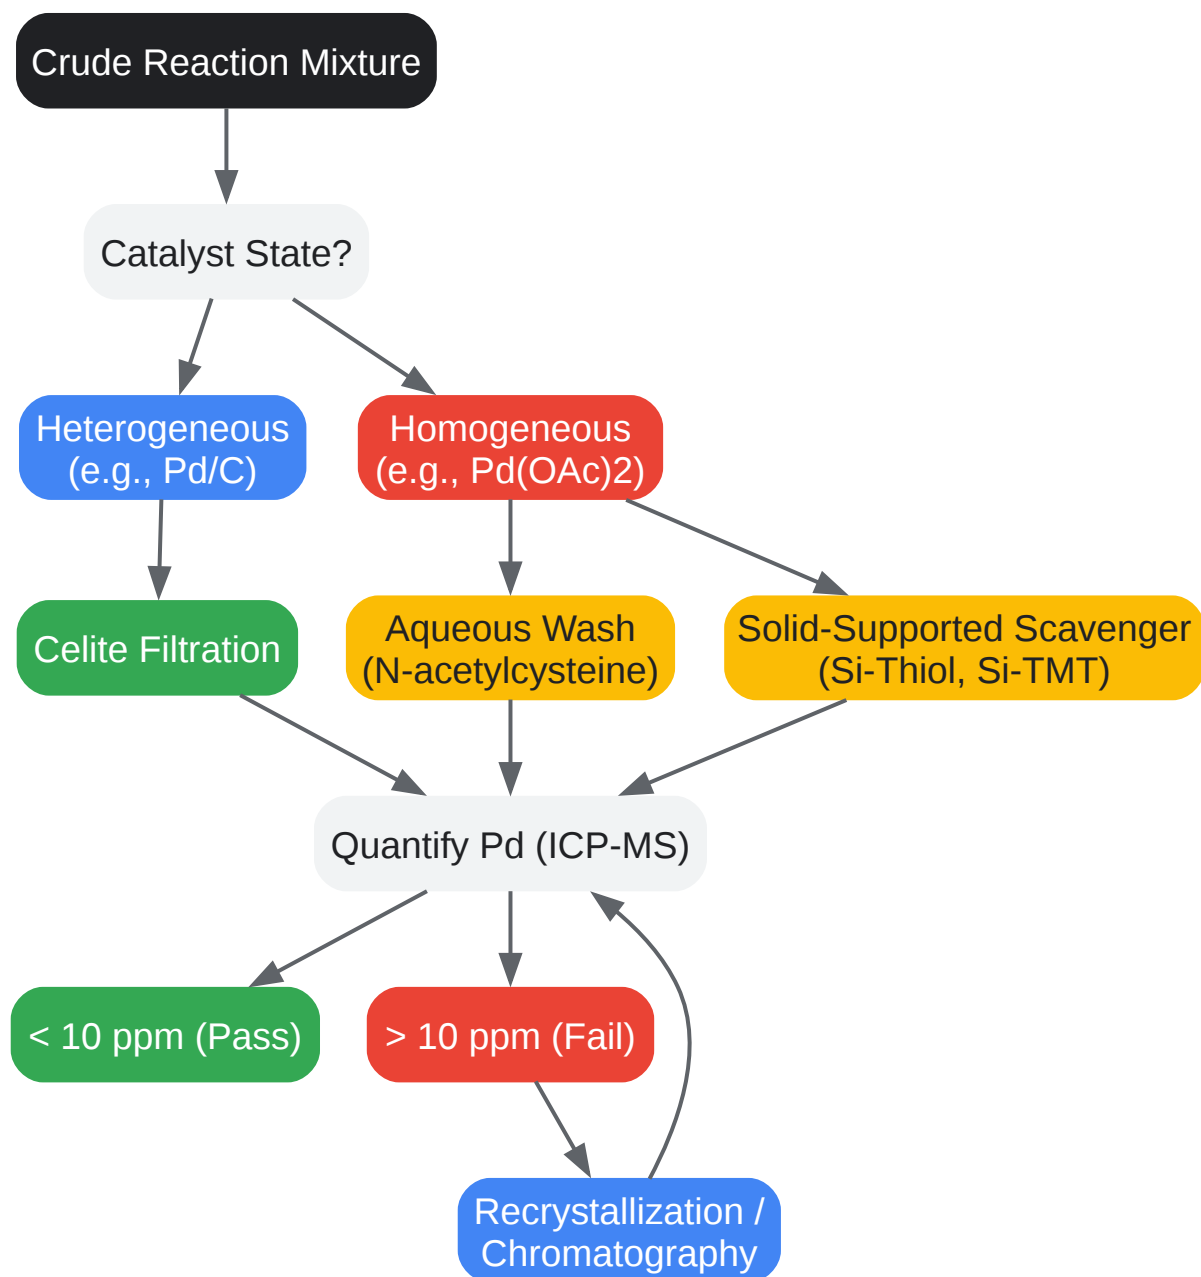 Crude Reaction Mixture
Catalyst State?
Heterogeneous
(e.g., Pd/C)
Homogeneous
(e.g., Pd(OAc)2)
Celite Filtration
Aqueous Wash
(N-acetylcysteine)
Solid-Supported Scavenger
(Si-Thiol, Si-TMT)
Quantify Pd (ICP-MS)
< 10 ppm (Pass)
> 10 ppm (Fail)
Recrystallization /
Chromatography